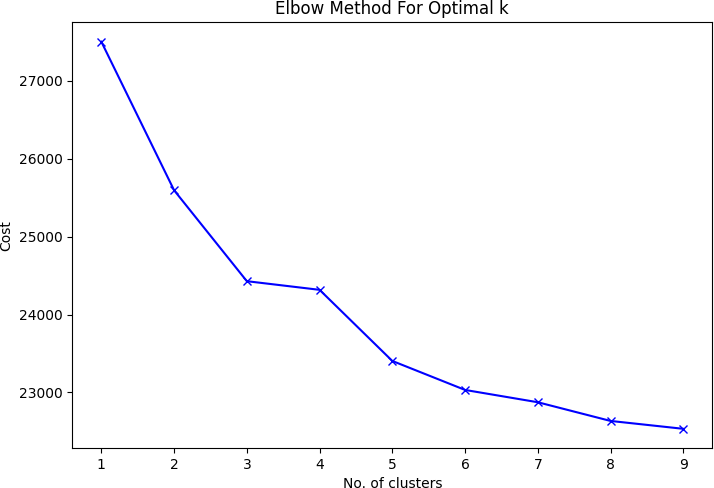 Elbow Method For Optimal k
27000
26000
25000
24000
23000
Cost
1 2 3 4 5 6 7 8 9
No. of clusters